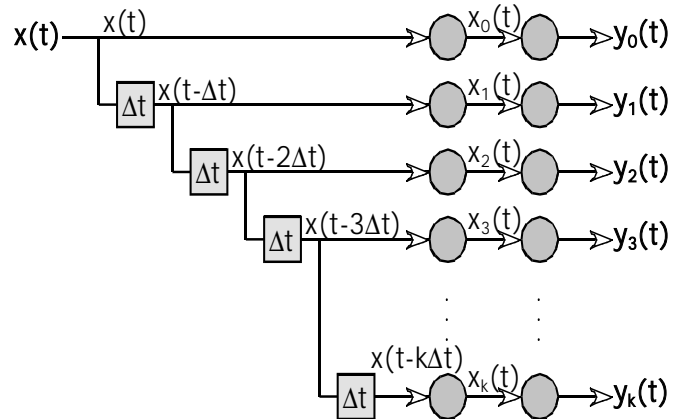 x(t) x(t) x₀(t) y₀(t)
Δt x(t-Δt) x₁(t) y₁(t)
Δt x(t-2Δt) x₂(t) y₂(t)
Δt x(t-3Δt) x₃(t) y₃(t)
Δt x(t-kΔt) xₖ(t) yₖ(t)